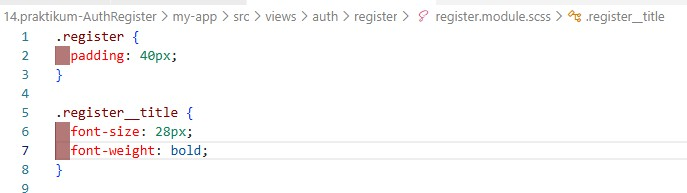 14.praktikum-AuthRegister > my-app > src > views > auth > register > register.module.scss > .register__title
1 .register {
2 padding: 40px;
3 }
4
5 .register__title {
6 font-size: 28px;
7 font-weight: bold;
8 }
9